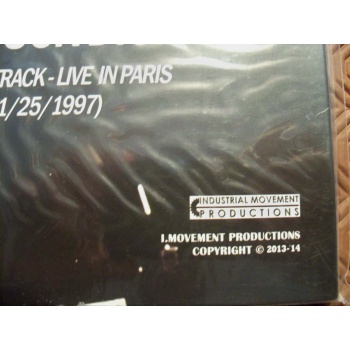 TRACK - LIVE IN PARIS
1/25/1997)
INDUSTRIAL MOVEMENT
PRODUCTIONS
I.MOVEMENT PRODUCTIONS
COPYRIGHT © 2013-14